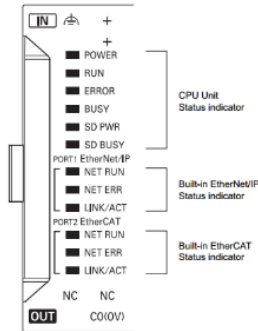 IN +
+
POWER
RUN
ERROR
BUSY
SD PWR
SD BUSY
CPU Unit
Status indicator
PORT1 EtherNet/IP
NET RUN
NET ERR
LINK/ACT
Built-in EtherNet/IP
Status indicator
PORT2 EtherCAT
NET RUN
NET ERR
LINK/ACT
Built-in EtherCAT
Status indicator
NC NC
OUT C0(0V)